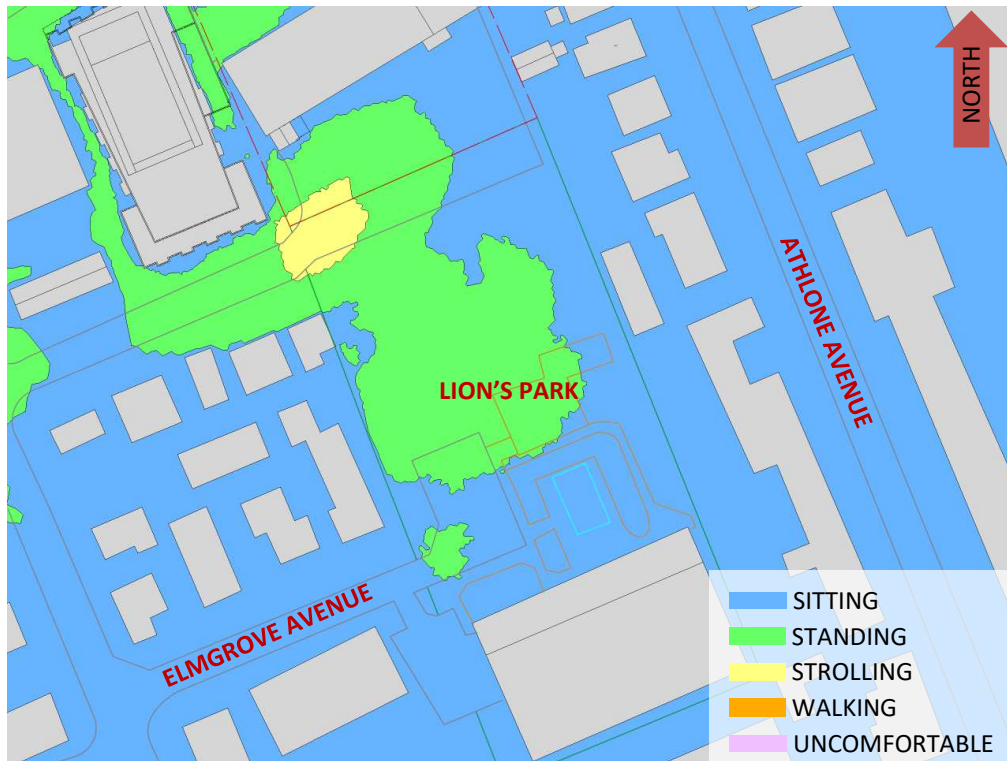 NORTH
ATHLONE AVENUE
LION'S PARK
ELMGROVE AVENUE
SITTING
STANDING
STROLLING
WALKING
UNCOMFORTABLE